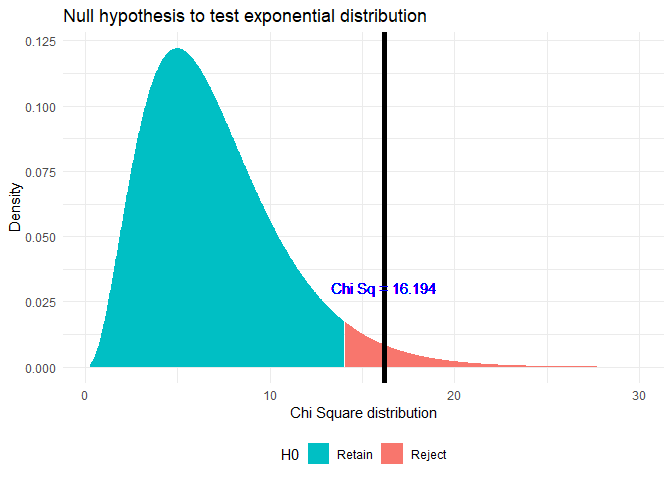 Null hypothesis to test exponential distribution
0.125
0.100
0.075
0.050
0.025
0.000
Density
Chi Sq = 16.194
0 10 20 30
Chi Square distribution
H0 Retain Reject